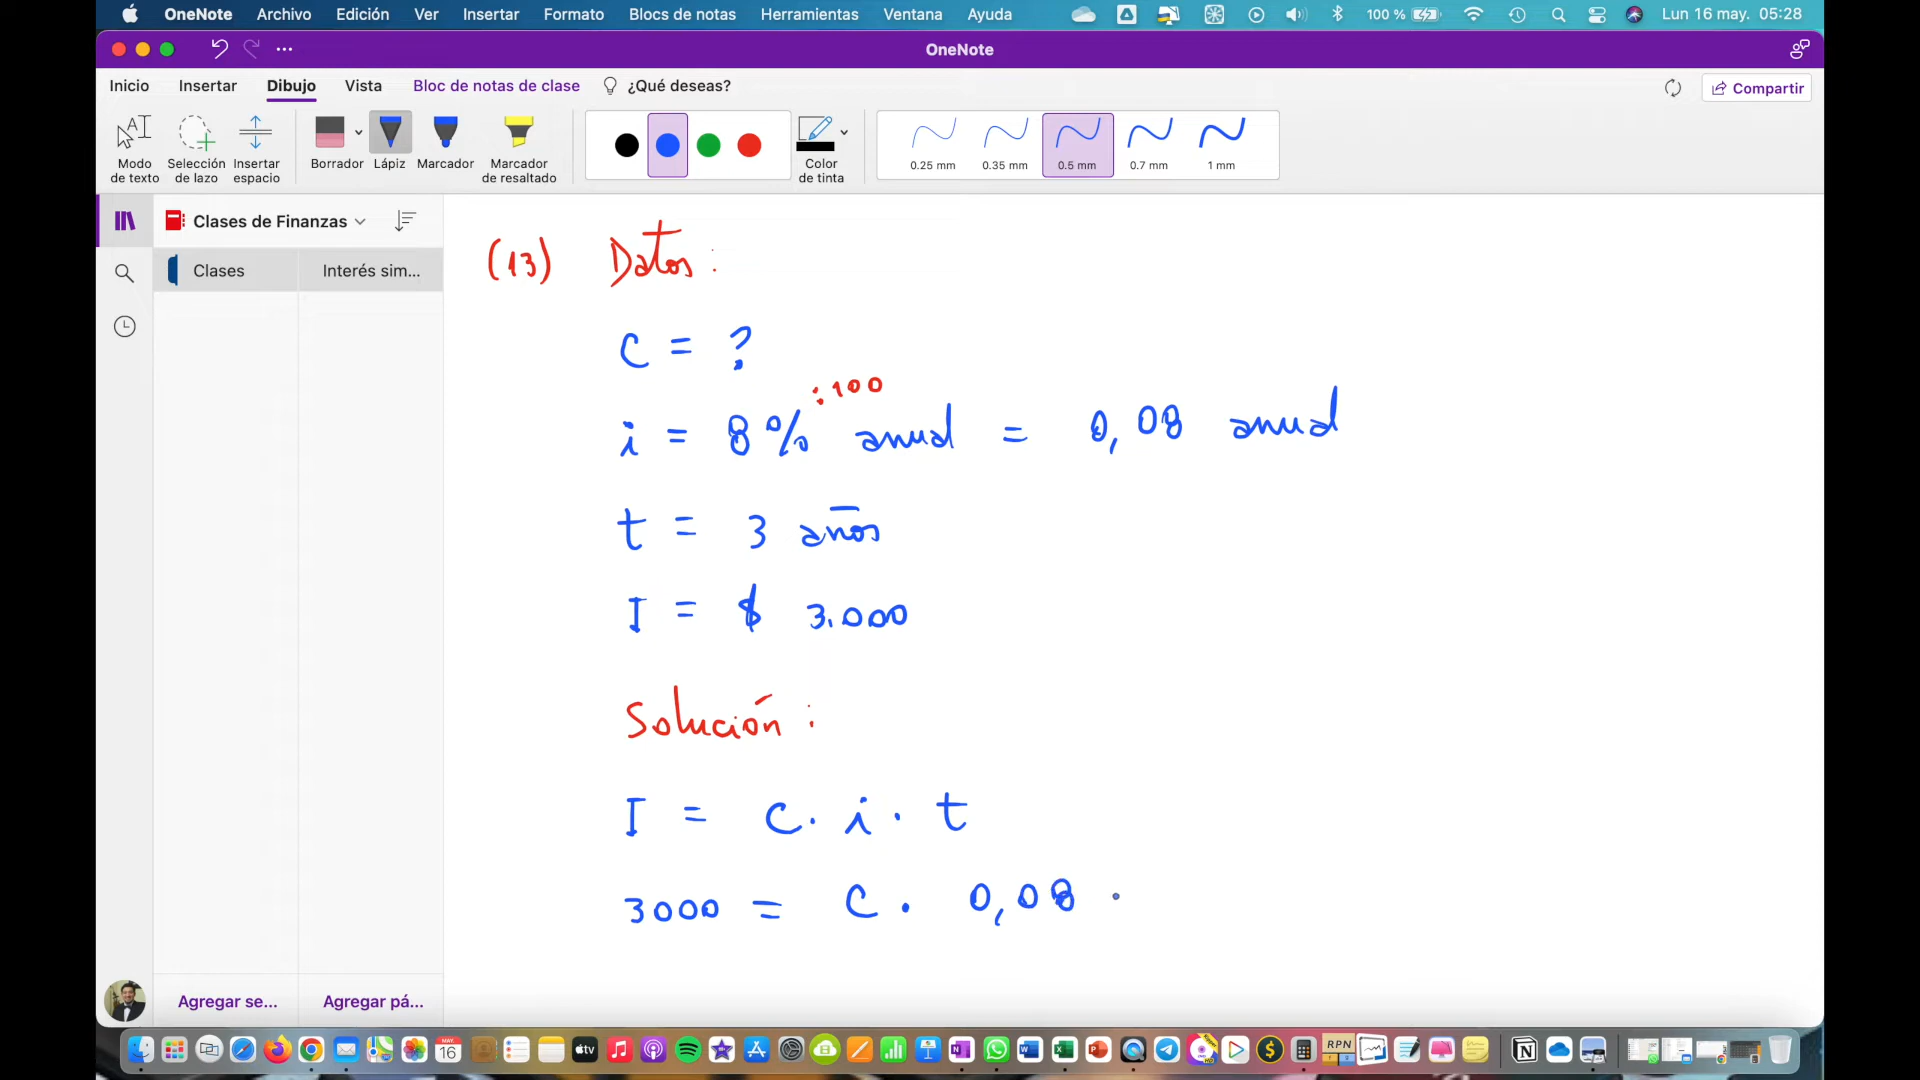 OneNote Archivo Edición Ver Insertar Formato Blocs de notas Herramientas Ventana Ayuda 100 % Lun 16 may. 05:28
OneNote
Inicio Insertar Dibujo Vista Bloc de notas de clase ¿Qué deseas? Compartir
Modo de texto
Selección de lazo
Insertar espacio
Borrador
Lápiz
Marcador
Marcador de resaltado
Color de tinta
0.25 mm 0.35 mm 0.5 mm 0.7 mm 1 mm
Clases de Finanzas
Clases Interés sim...
(13) Datos:
C = ?
:100
i = 8% anual = 0,08 anual
t = 3 años
I = $ 3.000
Solución:
I = C. i. t
3000 = C. 0,08 .
Agregar se... Agregar pá...
MAY. 16 tv RPN